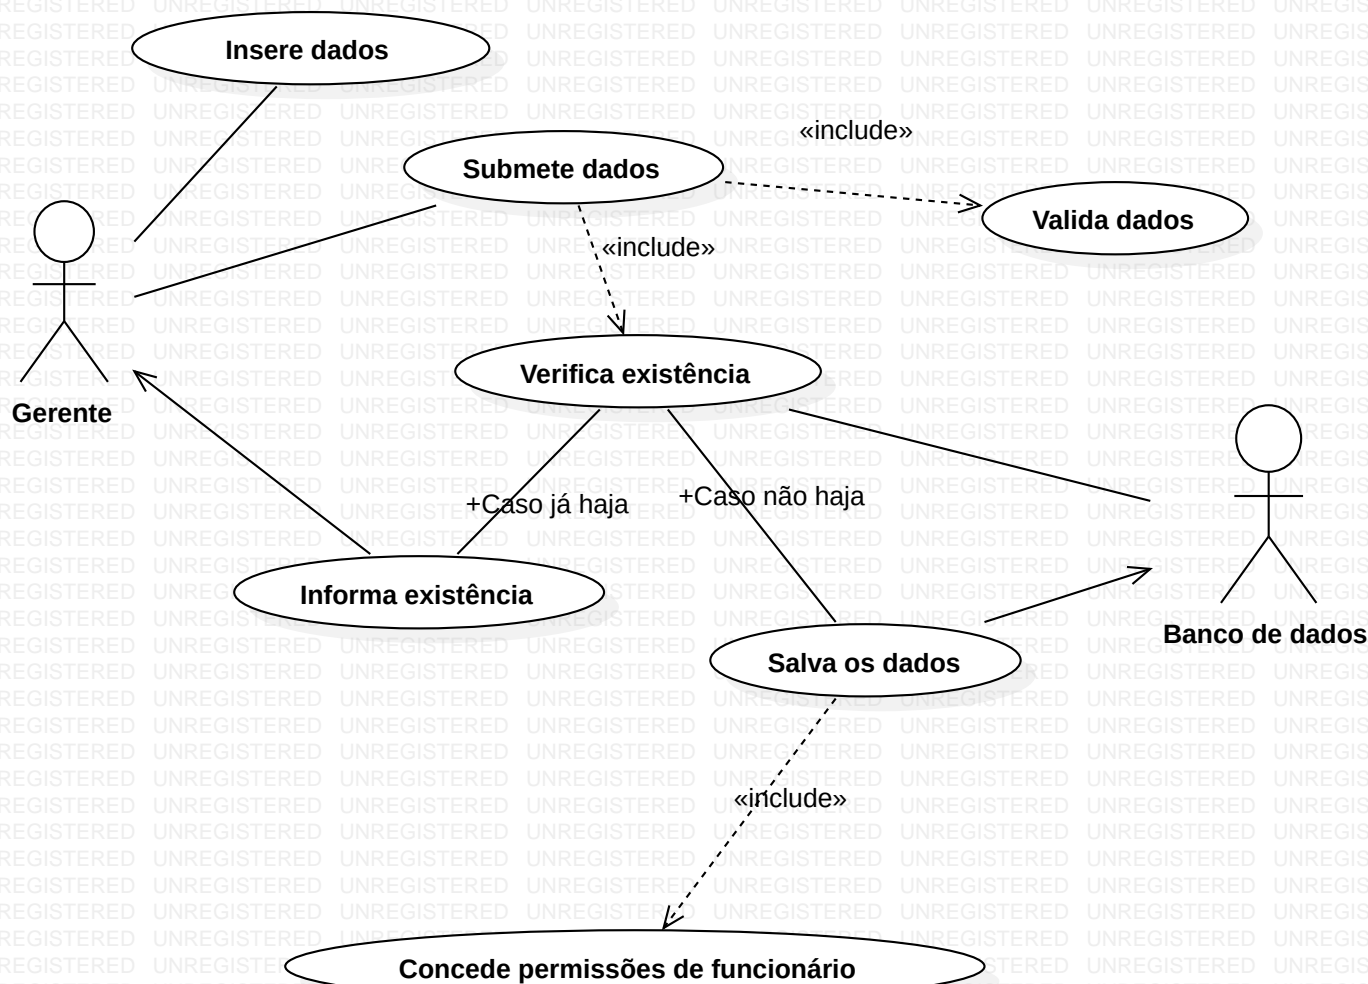 Insere dados
«include»
Submete dados
Valida dados
«include»
Verifica existência
Gerente
+Caso já haja
+Caso não haja
Informa existência
Banco de dados
Salva os dados
«include»
Concede permissões de funcionário
UNREGISTERED